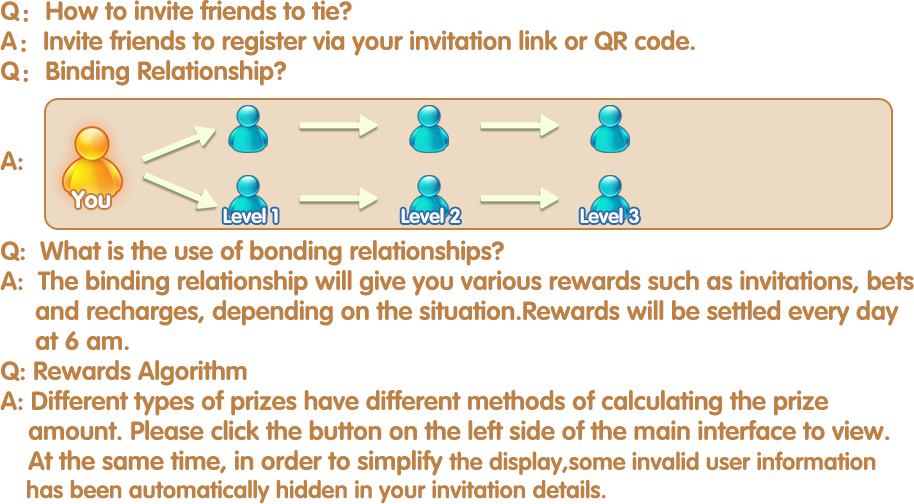 Q: How to invite friends to tie?
A: Invite friends to register via your invitation link or QR code.
Q: Binding Relationship?
A:
You
Level 1
Level 2
Level 3
Q: What is the use of bonding relationships?
A: The binding relationship will give you various rewards such as invitations, bets
and recharges, depending on the situation.Rewards will be settled every day
at 6 am.
Q: Rewards Algorithm
A: Different types of prizes have different methods of calculating the prize
amount. Please click the button on the left side of the main interface to view.
At the same time, in order to simplify the display,some invalid user information
has been automatically hidden in your invitation details.